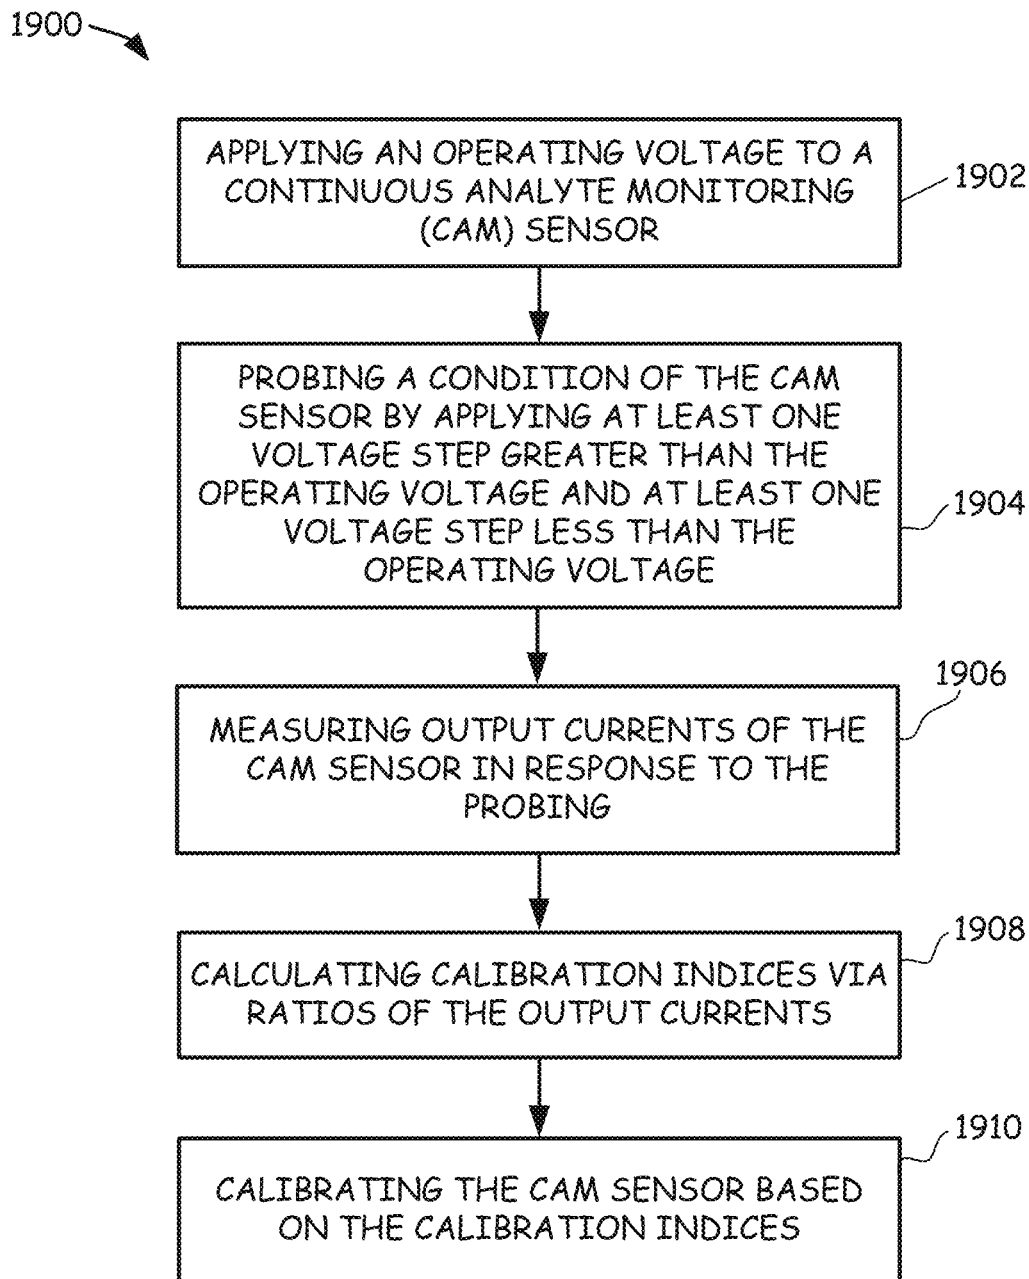 1900
APPLYING AN OPERATING VOLTAGE TO A
CONTINUOUS ANALYTE MONITORING
(CAM) SENSOR
1902
PROBING A CONDITION OF THE CAM
SENSOR BY APPLYING AT LEAST ONE
VOLTAGE STEP GREATER THAN THE
OPERATING VOLTAGE AND AT LEAST ONE
VOLTAGE STEP LESS THAN THE
OPERATING VOLTAGE
1904
MEASURING OUTPUT CURRENTS OF THE
CAM SENSOR IN RESPONSE TO THE
PROBING
1906
CALCULATING CALIBRATION INDICES VIA
RATIOS OF THE OUTPUT CURRENTS
1908
CALIBRATING THE CAM SENSOR BASED
ON THE CALIBRATION INDICES
1910